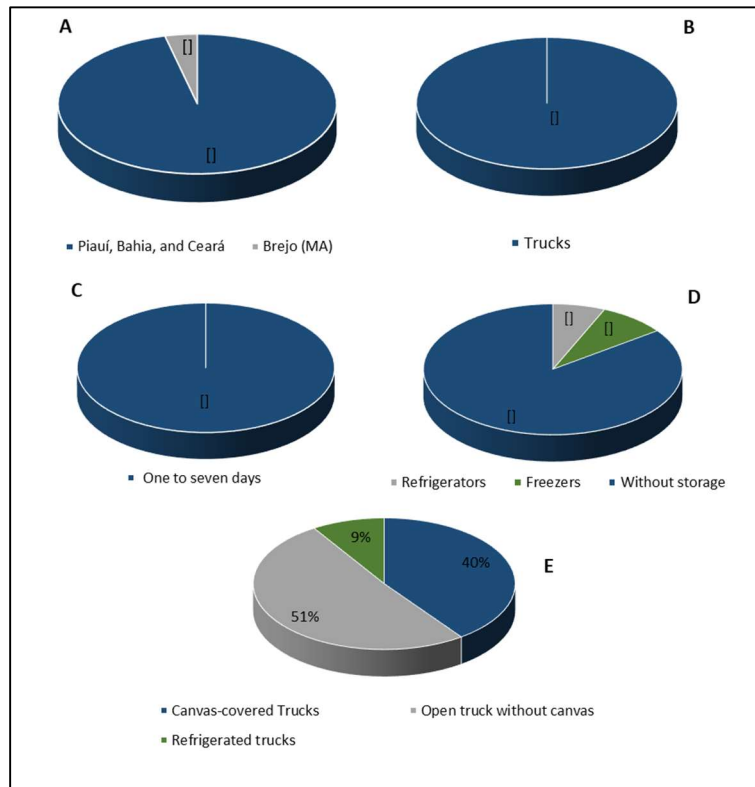 A
B
[]
[]
[]
Piauí, Bahia, and Ceará Brejo (MA)
Trucks
C
D
[]
[]
[]
[]
One to seven days
Refrigerators Freezers Without storage
9%
40%
E
51%
Canvas-covered Trucks Open truck without canvas
Refrigerated trucks